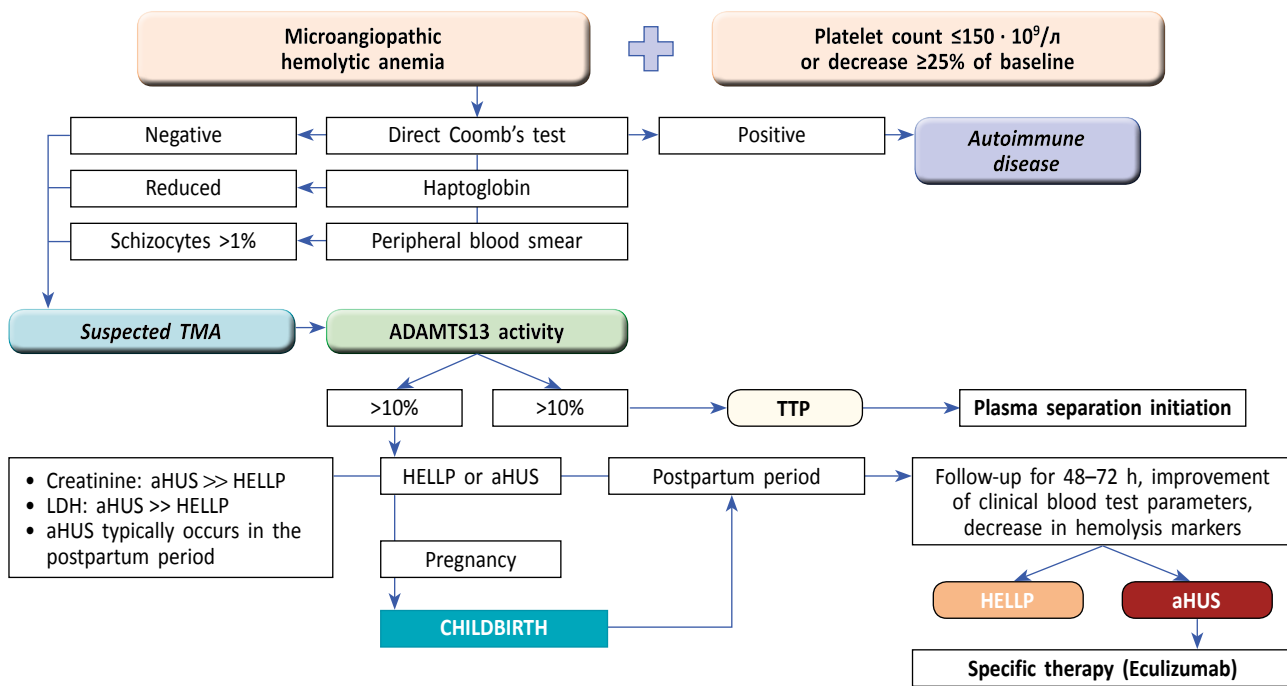 Microangiopathic
hemolytic anemia
Platelet count ≤150 · 10⁹/л
or decrease ≥25% of baseline
Negative
Direct Coomb's test
Positive
Autoimmune
disease
Reduced
Haptoglobin
Schizocytes >1%
Peripheral blood smear
Suspected TMA
ADAMTS13 activity
>10%
>10%
TTP
Plasma separation initiation
• Creatinine: aHUS >> HELLP
• LDH: aHUS >> HELLP
• aHUS typically occurs in the
postpartum period
HELLP or aHUS
Postpartum period
Follow-up for 48–72 h, improvement
of clinical blood test parameters,
decrease in hemolysis markers
Pregnancy
HELLP
aHUS
CHILDBIRTH
Specific therapy (Eculizumab)